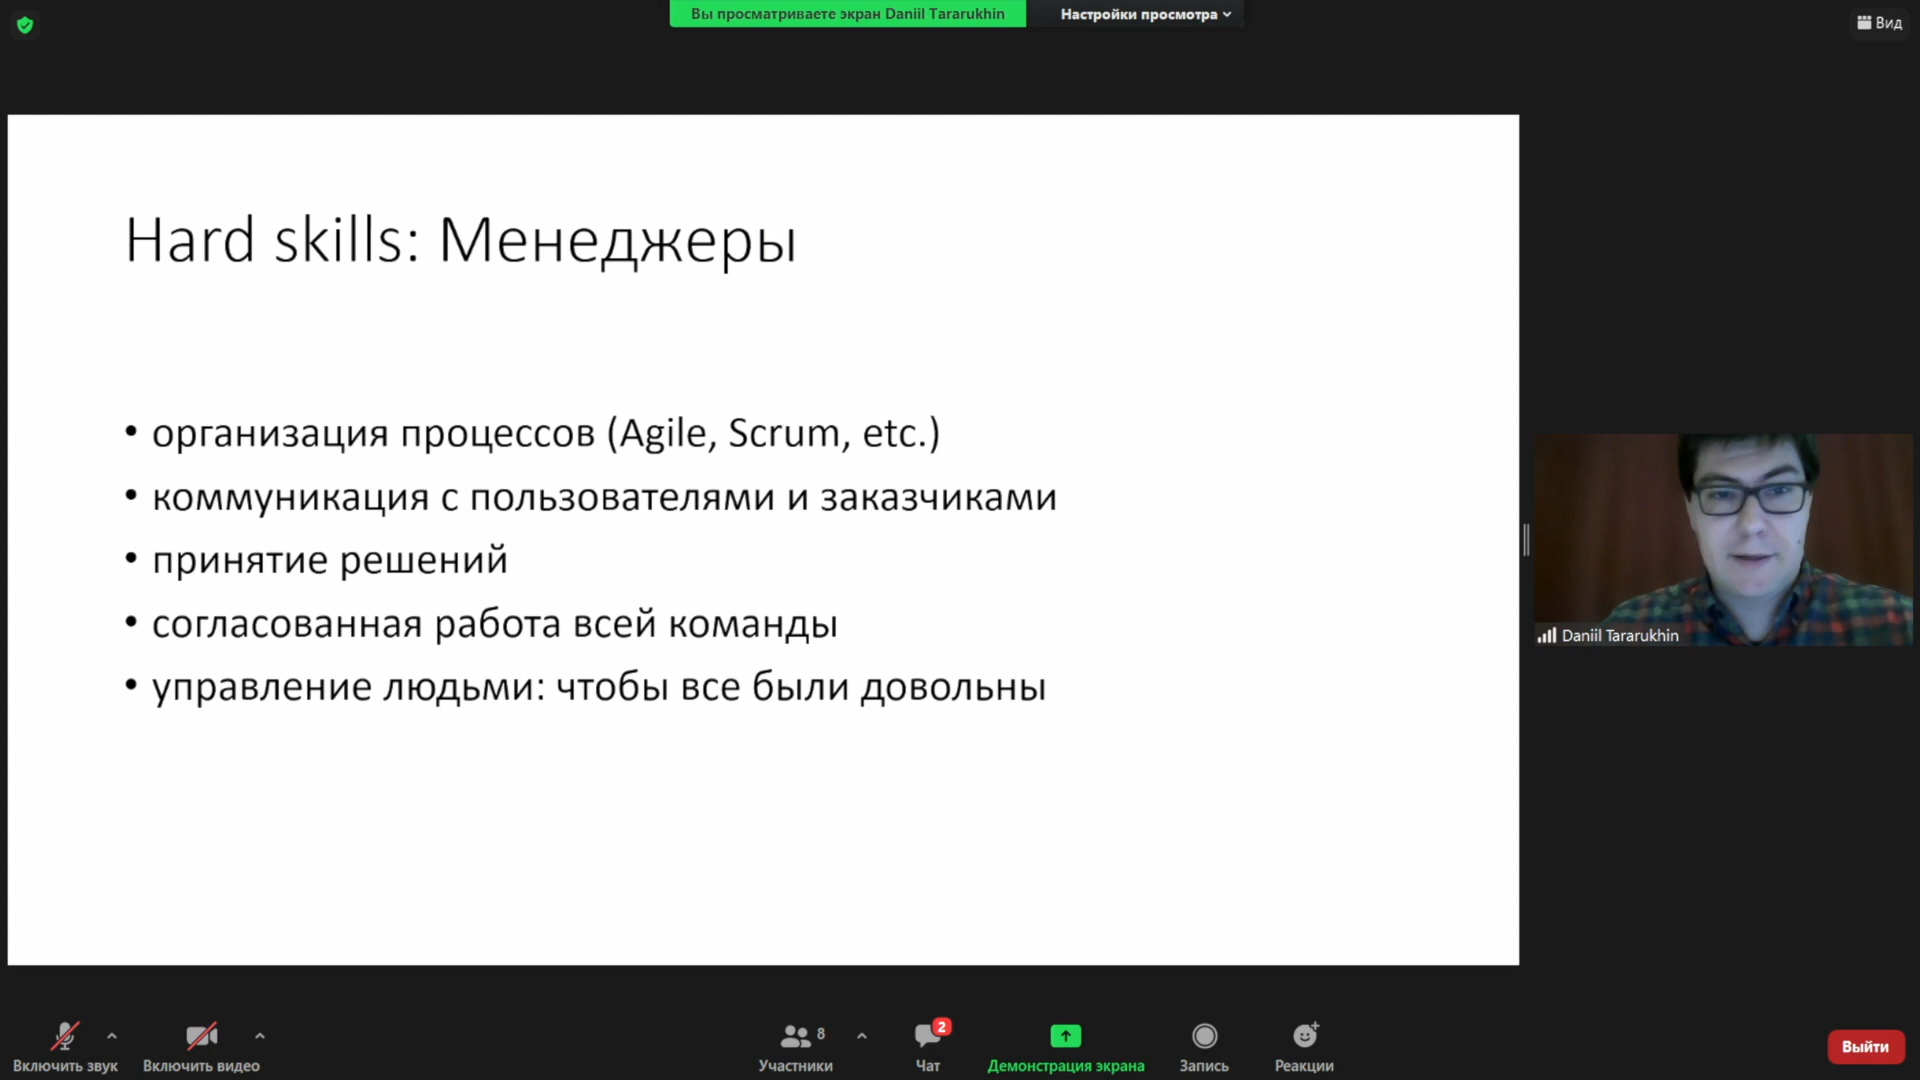 Вы просматриваете экран Daniil Tararukhin
Настройки просмотра
Вид
Hard skills: Менеджеры
• организация процессов (Agile, Scrum, etc.)
• коммуникация с пользователями и заказчиками
• принятие решений
• согласованная работа всей команды
• управление людьми: чтобы все были довольны
Daniil Tararukhin
8
2
Включить звук
Включить видео
Участники
Чат
Демонстрация экрана
Запись
Реакции
Выйти